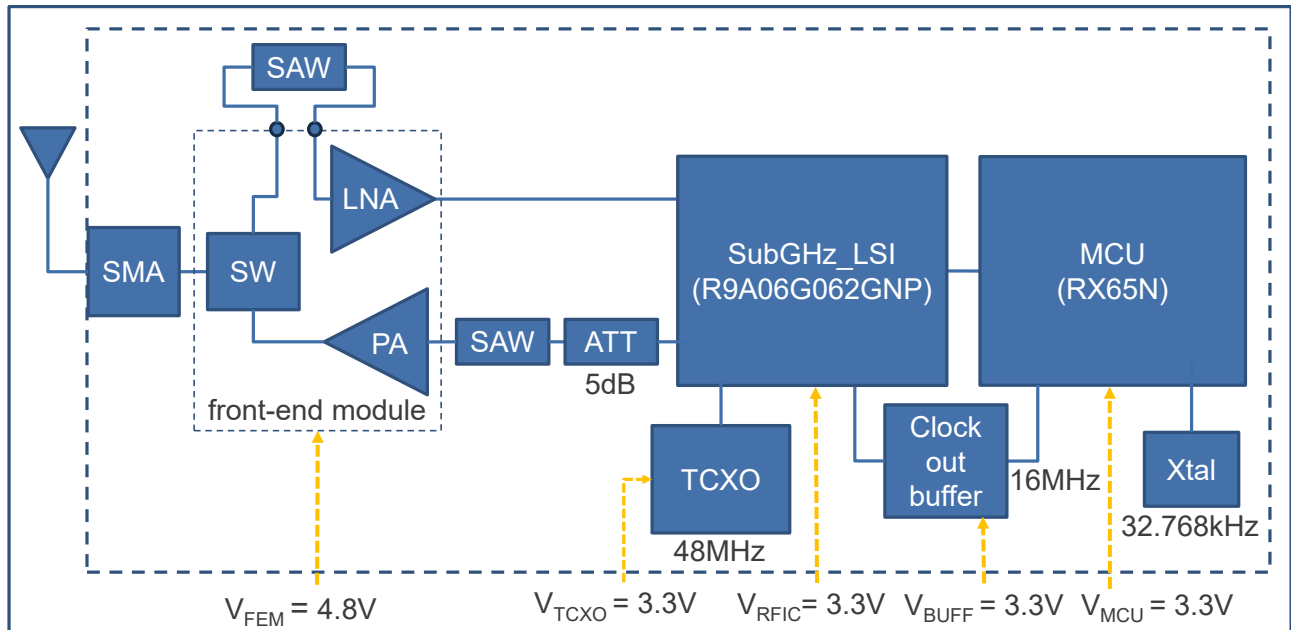 SAW
LNA
SMA
SW
SubGHz_LSI
(R9A06G062GNP)
MCU
(RX65N)
PA
SAW
ATT
5dB
front-end module
TCXO
48MHz
Clock
out
buffer
16MHz
Xtal
32.768kHz
VFEM = 4.8V
VTCXO = 3.3V
VRFIC = 3.3V
VBUFF = 3.3V
VMCU = 3.3V